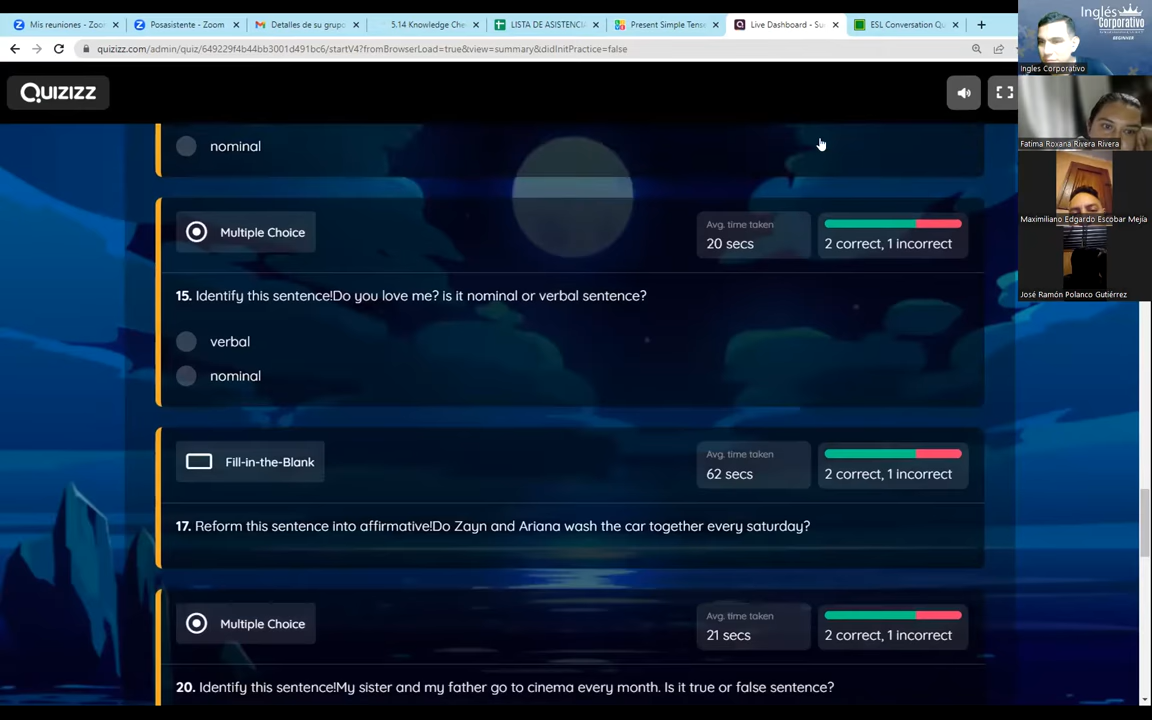 Mis reuniones - Zoor
Posasistente - Zoom
Detalles de su grupo
5.14 Knowledge Che
LISTA DE ASISTENCI
Present Simple Tense
Live Dashboard - Su
ESL Conversation Qu
quizizz.com/admin/quiz/649229f4b44bb3001d491bc6/startV4?fromBrowserLoad=true&view=summary&didInitPractice=false
Inglés
Corporativo
BEGINNER
Ingles Corporativo
QUIZIZZ
Fatima Roxana Rivera Rivera
nominal
Multiple Choice
Avg. time taken
20 secs
2 correct, 1 incorrect
Maximiliano Edgardo Escobar Mejía
15. Identify this sentence!Do you love me? is it nominal or verbal sentence?
José Ramón Polanco Gutiérrez
verbal
nominal
Fill-in-the-Blank
Avg. time taken
62 secs
2 correct, 1 incorrect
17. Reform this sentence into affirmative!Do Zayn and Ariana wash the car together every saturday?
Multiple Choice
Avg. time taken
21 secs
2 correct, 1 incorrect
20. Identify this sentence!My sister and my father go to cinema every month. Is it true or false sentence?